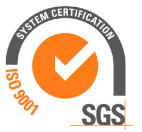 SYSTEM CERTIFICATION
ISO 9001
SGS